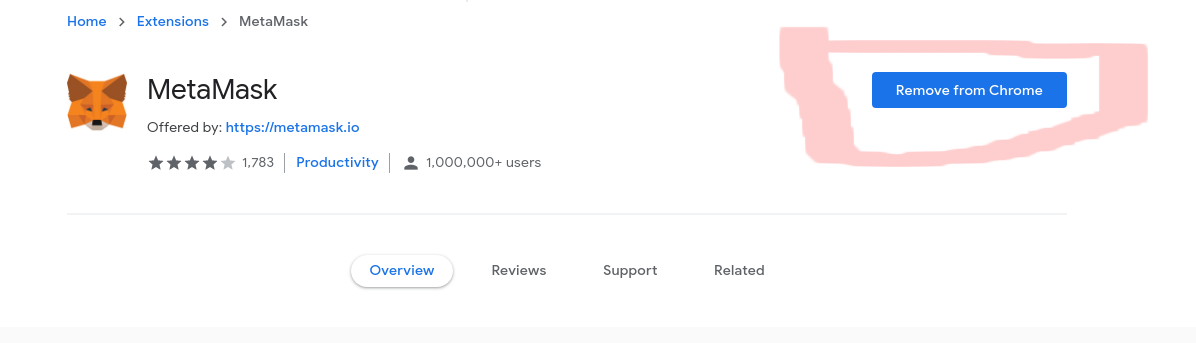 Home > Extensions > MetaMask
MetaMask
Remove from Chrome
Offered by: https://metamask.io
1,783 Productivity 1,000,000+ users
Overview Reviews Support Related